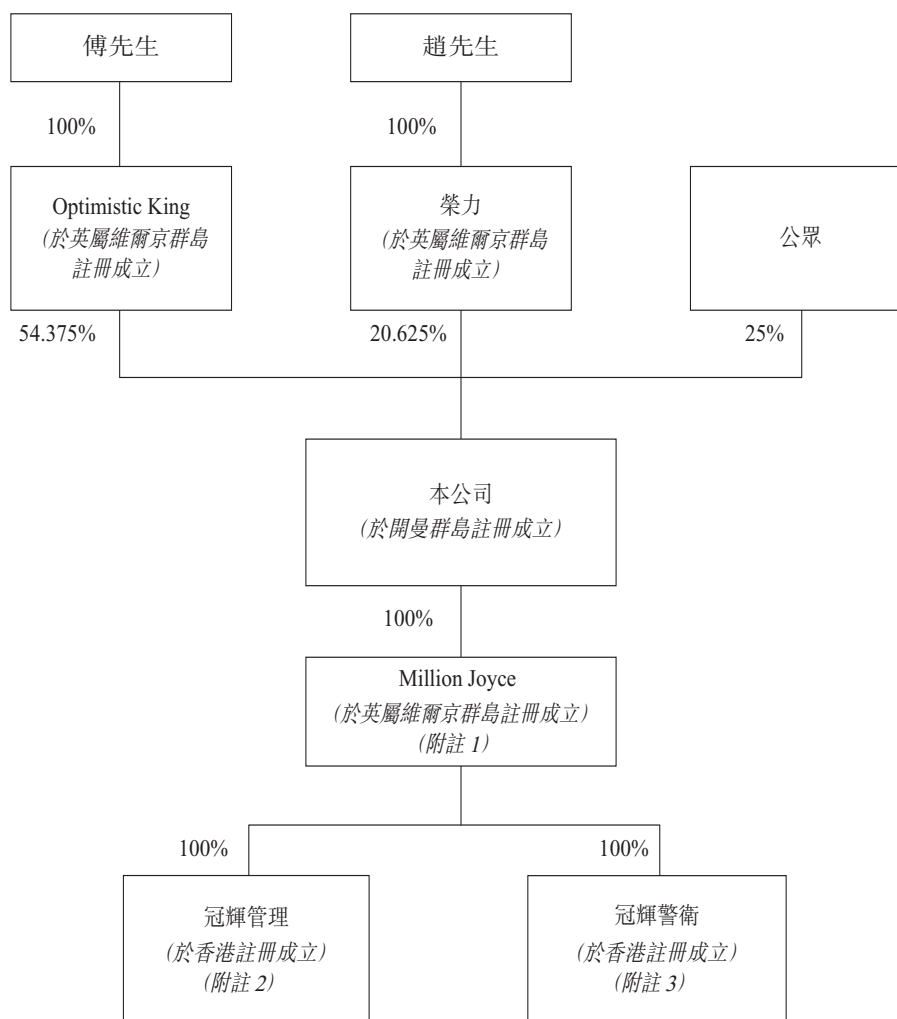 傅先生
趙先生
100%
100%
Optimistic King
(於英屬維爾京群島
註冊成立)
榮力
(於英屬維爾京群島
註冊成立)
公眾
54.375%
20.625%
25%
本公司
(於開曼群島註冊成立)
100%
Million Joyce
(於英屬維爾京群島註冊成立)
(附註 1)
100%
100%
冠輝管理
(於香港註冊成立)
(附註 2)
冠輝警衛
(於香港註冊成立)
(附註 3)